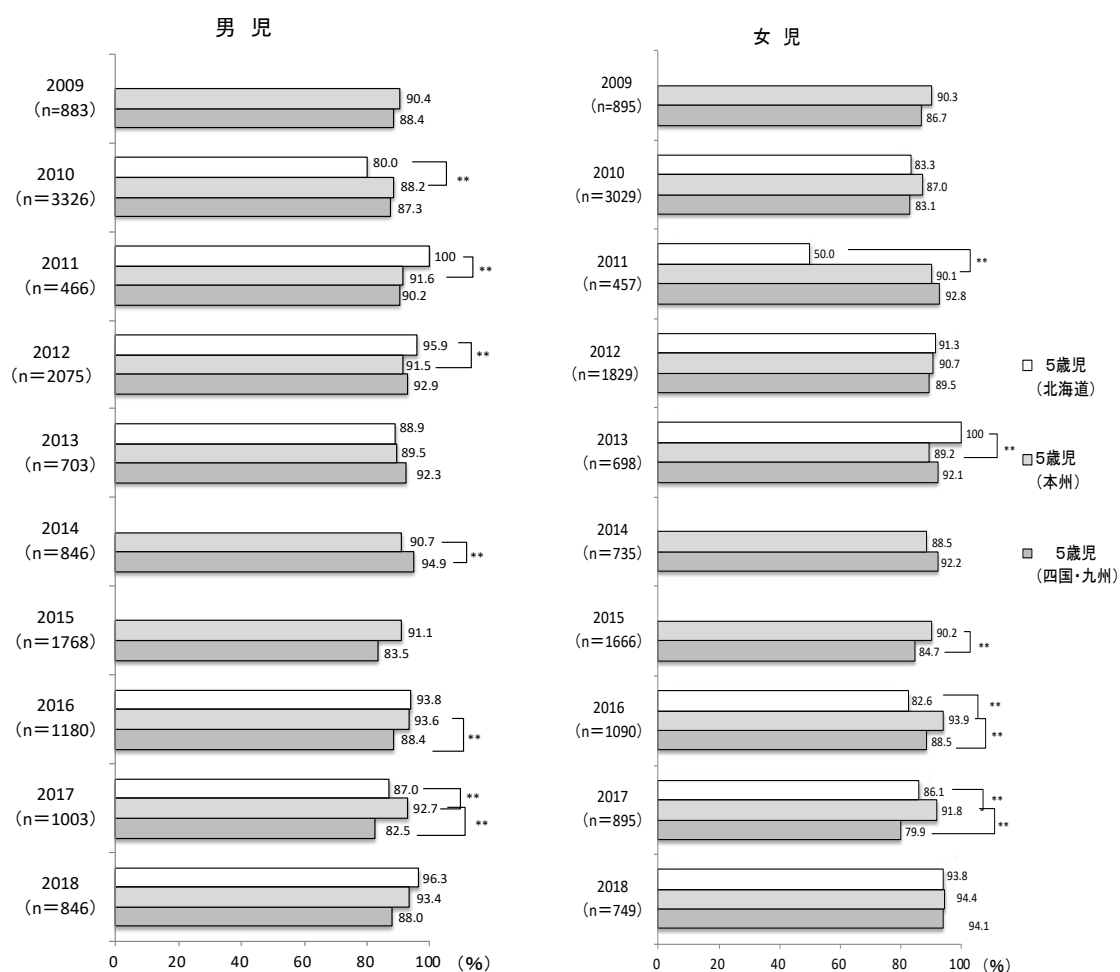 男 児
2009
(n=883)
90.4
88.4
2010
(n=3326)
80.0
88.2
87.3
**
2011
(n=466)
100
91.6
90.2
**
2012
(n=2075)
95.9
91.5
92.9
**
2013
(n=703)
88.9
89.5
92.3
2014
(n=846)
90.7
94.9
**
2015
(n=1768)
91.1
83.5
2016
(n=1180)
93.8
93.6
88.4
**
2017
(n=1003)
87.0
92.7
82.5
**
**
2018
(n=846)
96.3
93.4
88.0
0 20 40 60 80 100 (%)
女 児
2009
(n=895)
90.3
86.7
2010
(n=3029)
83.3
87.0
83.1
2011
(n=457)
50.0
90.1
92.8
**
2012
(n=1829)
91.3
90.7
89.5
2013
(n=698)
100
89.2
92.1
**
2014
(n=735)
88.5
92.2
2015
(n=1666)
90.2
84.7
**
2016
(n=1090)
82.6
93.9
88.5
**
**
2017
(n=895)
86.1
91.8
79.9
**
**
2018
(n=749)
93.8
94.4
94.1
0 20 40 60 80 100 (%)
5歳児
(北海道)
5歳児
(本州)
5歳児
(四国・九州)